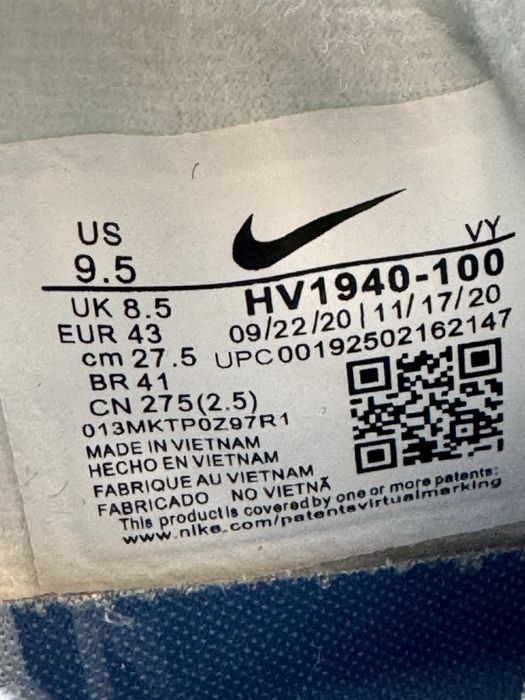 US
9.5
VY
UK 8.5
HV1940-100
EUR 43
09/22/20 | 11/17/20
cm 27.5
UPC00192502162147
BR 41
CN 275(2.5)
013MKTP0Z97R1
MADE IN VIETNAM
HECHO EN VIETNAM
FABRIQUE AU VIETNAM
FABRICADO NO VIETNÃ
This product is covered by one or more patents:
www.nike.com/patentsvirtualmarking